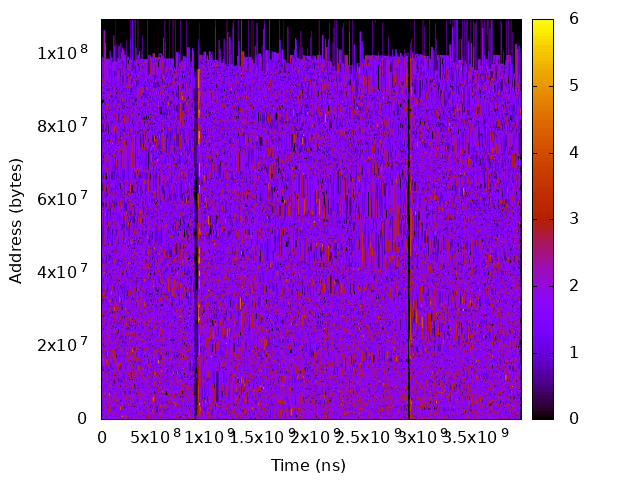 1x10^8
8x10^7
6x10^7
4x10^7
2x10^7
0
Address (bytes)
0 5x10^8 1x10^9 1.5x10^9 2x10^9 2.5x10^9 3x10^9 3.5x10^9
Time (ns)
6
5
4
3
2
1
0